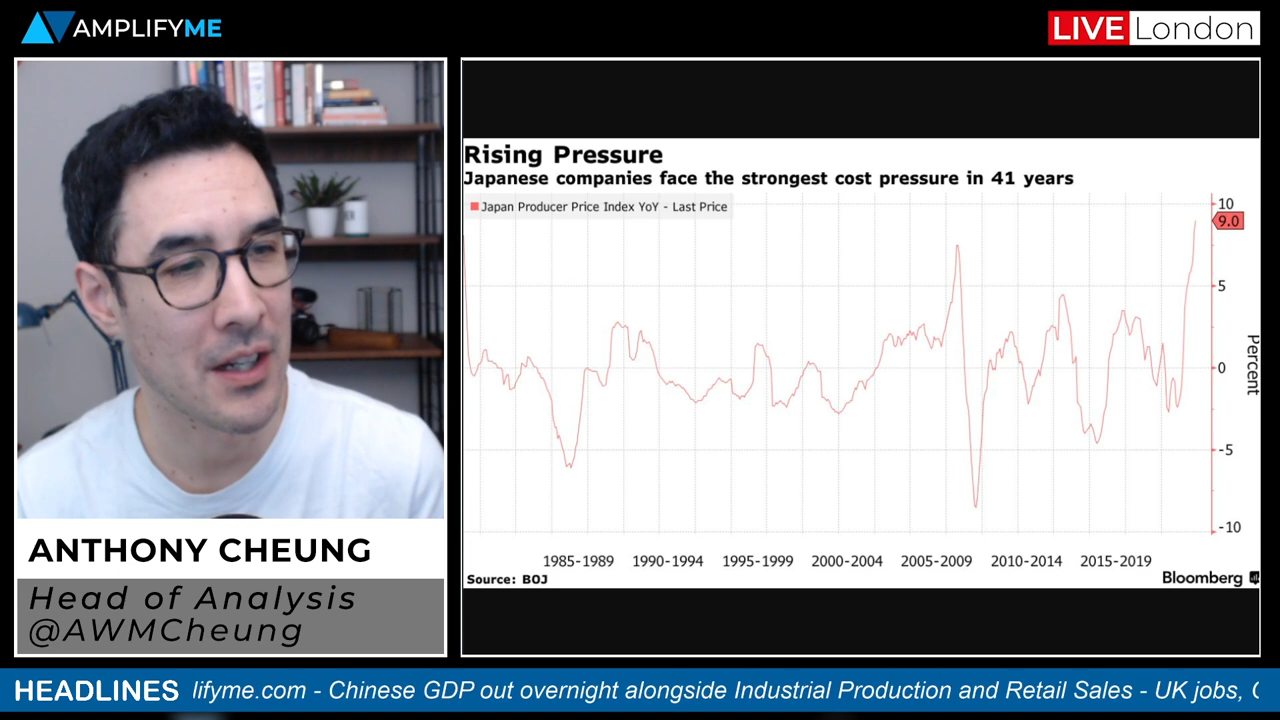 AMPLIFYME
LIVE London
Rising Pressure
Japanese companies face the strongest cost pressure in 41 years
Japan Producer Price Index YoY - Last Price
10
9.0
5
0
-5
-10
Percent
1985-1989 1990-1994 1995-1999 2000-2004 2005-2009 2010-2014 2015-2019
Source: BOJ
Bloomberg
ANTHONY CHEUNG
Head of Analysis
@AWMCheung
HEADLINES lifyme.com - Chinese GDP out overnight alongside Industrial Production and Retail Sales - UK jobs,